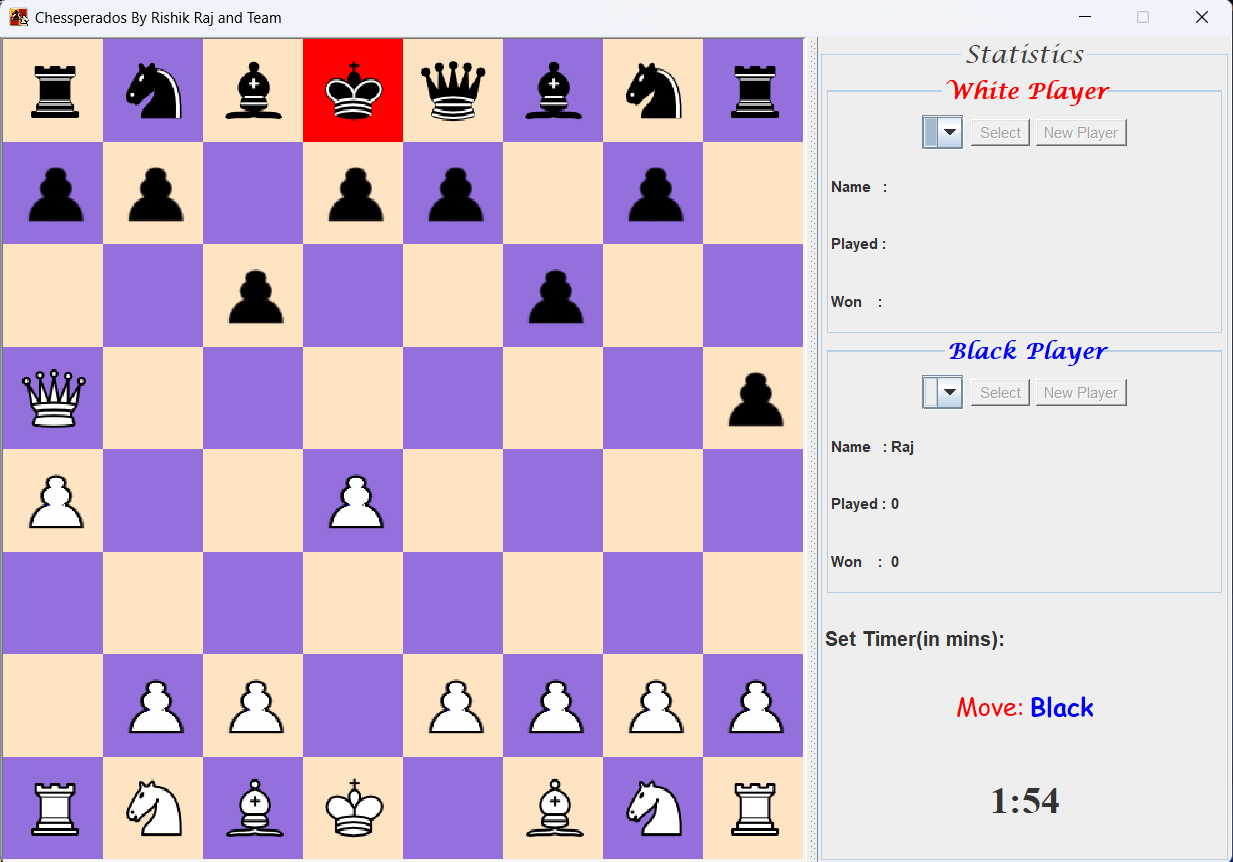 Chessperados By Rishik Raj and Team
Statistics
White Player
Select New Player
Name :
Played :
Won :
Black Player
Select New Player
Name : Raj
Played : 0
Won : 0
Set Timer(in mins):
Move: Black
1:54